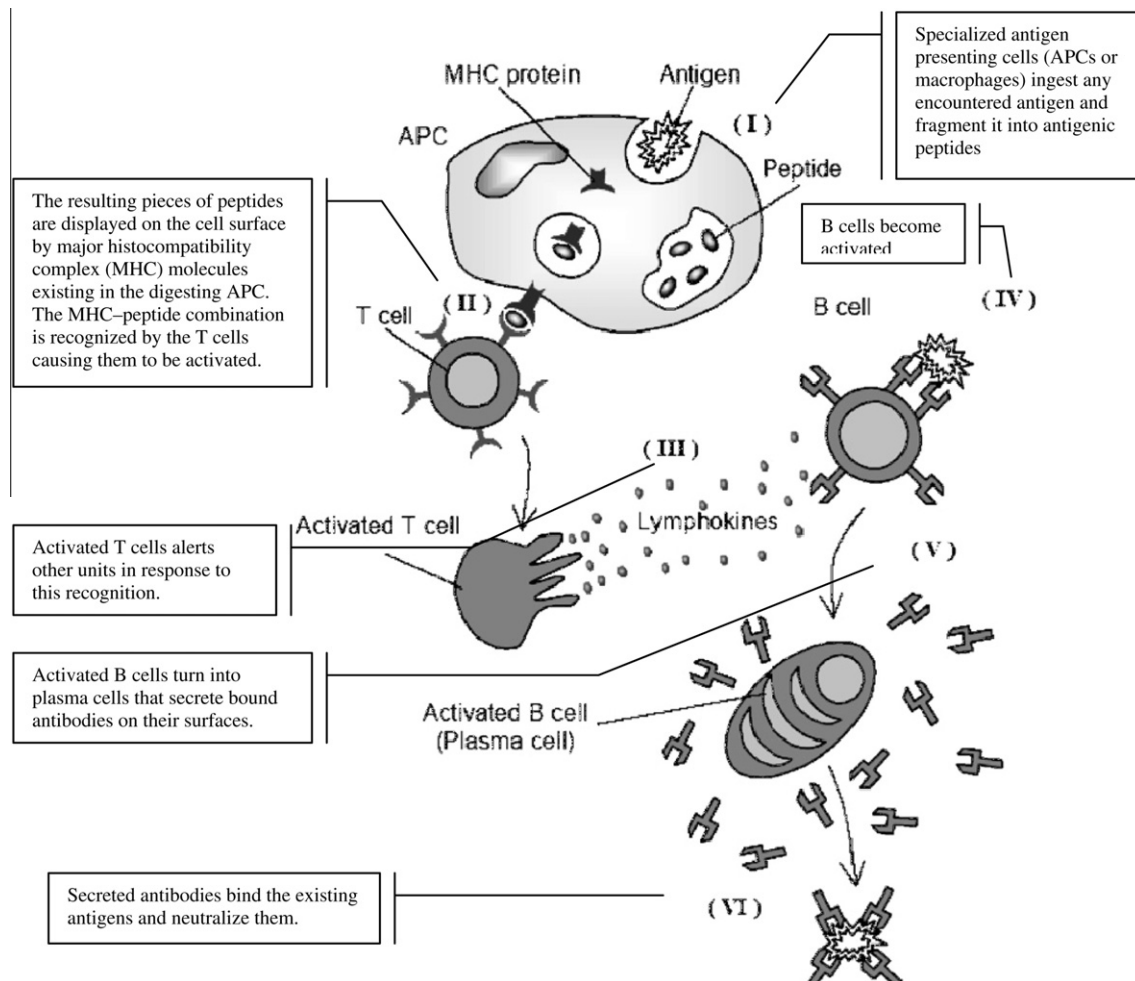 Specialized antigen
presenting cells (APCs or
macrophages) ingest any
encountered antigen and
fragment it into antigenic
peptides
MHC protein
Antigen
(I)
APC
Peptide
The resulting pieces of peptides
are displayed on the cell surface
by major histocompatibility
complex (MHC) molecules
existing in the digesting APC.
The MHC–peptide combination
is recognized by the T cells
causing them to be activated.
B cells become
activated
(II)
(IV)
T cell
B cell
(III)
Activated T cell
Lymphokines
Activated T cells alerts
other units in response to
this recognition.
(V)
Activated B cells turn into
plasma cells that secrete bound
antibodies on their surfaces.
Activated B cell
(Plasma cell)
Secreted antibodies bind the existing
antigens and neutralize them.
(VI)